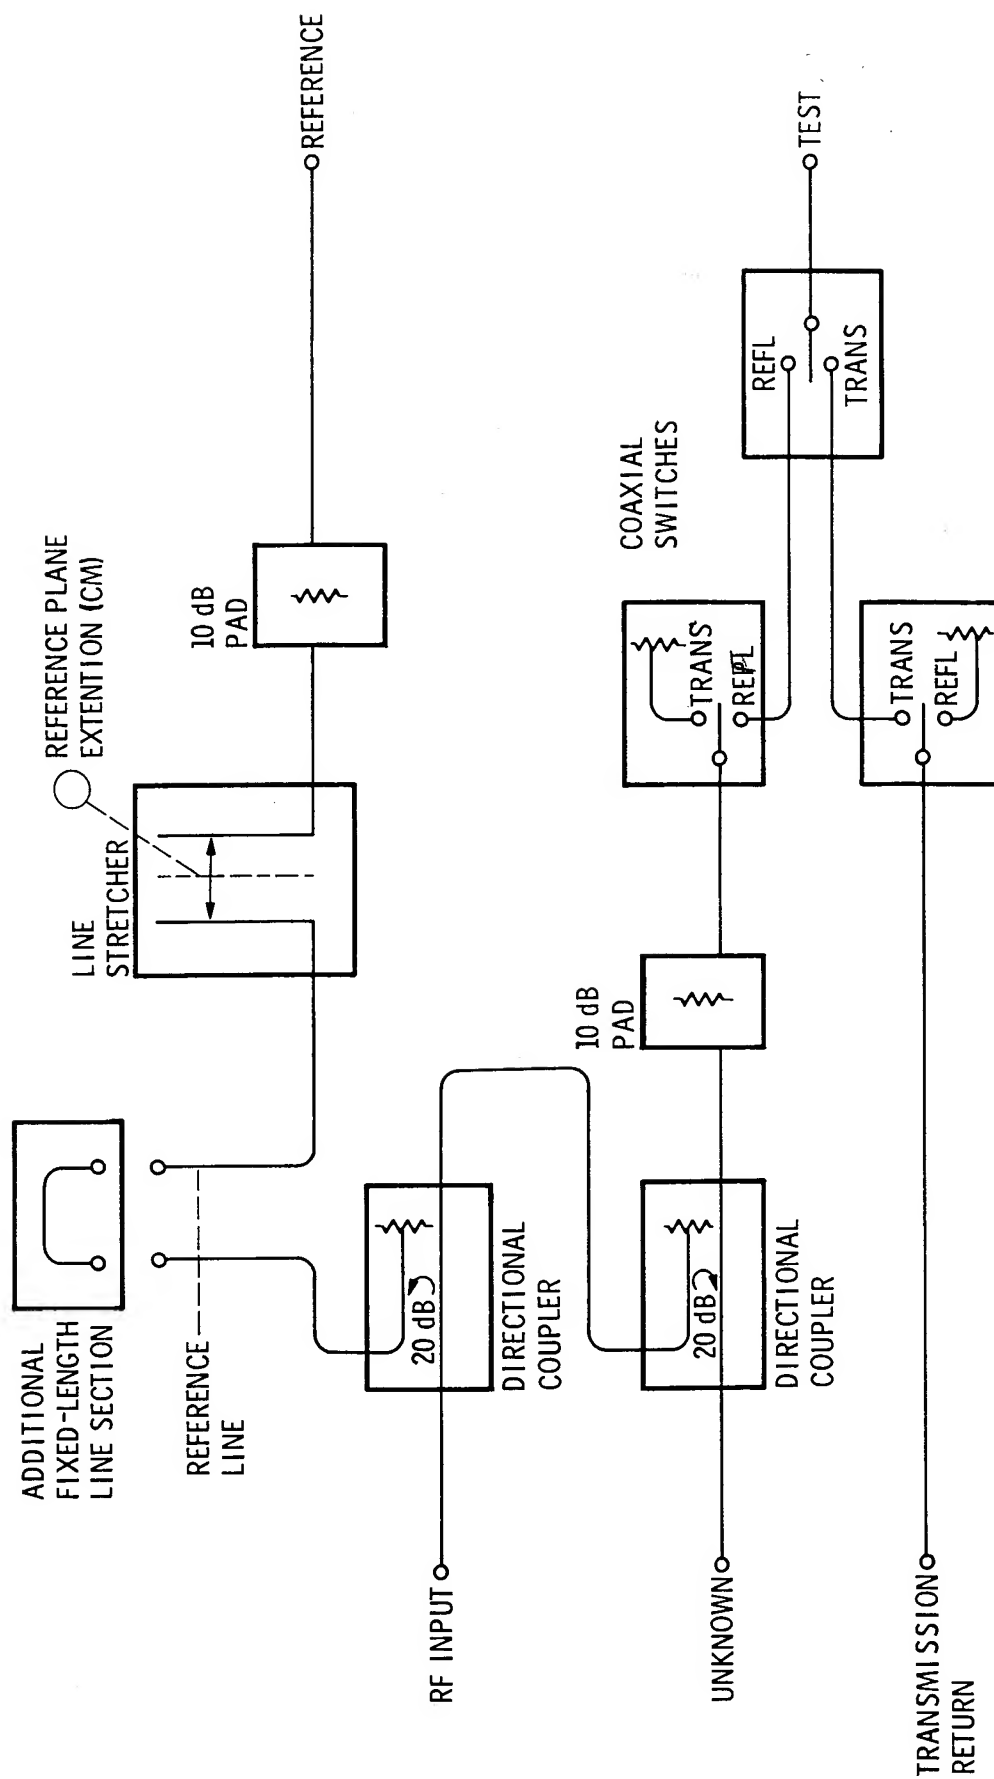 ADDITIONAL
FIXED-LENGTH
LINE SECTION
REFERENCE
LINE
LINE
STRETCHER
REFERENCE PLANE
EXTENTION (CM)
10 dB
PAD
REFERENCE
RF INPUT
20 dB
DIRECTIONAL
COUPLER
UNKNOWN
20 dB
DIRECTIONAL
COUPLER
10 dB
PAD
COAXIAL
SWITCHES
TRANS
REFL
REFL
TRANS
TEST
TRANSMISSION
RETURN
TRANS
REFL